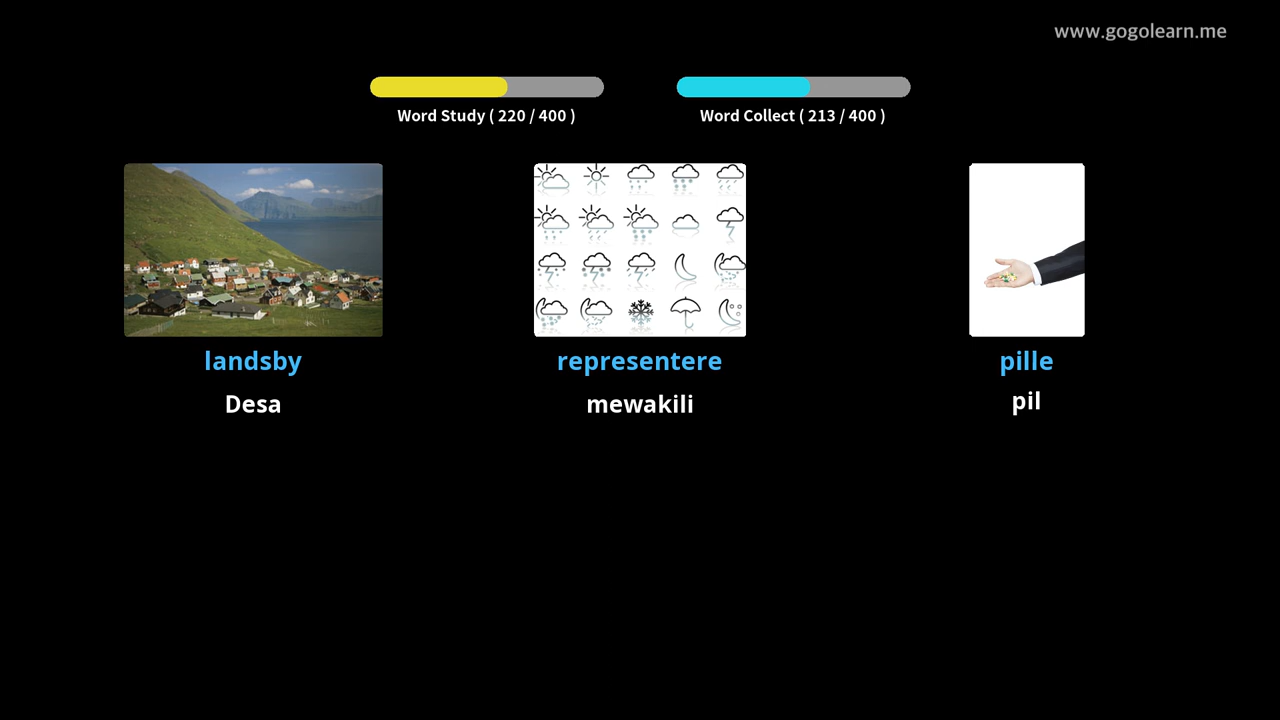 www.gogolearn.me
Word Study ( 220 / 400 )
Word Collect ( 213 / 400 )
landsby
Desa
representere
mewakili
pille
pil